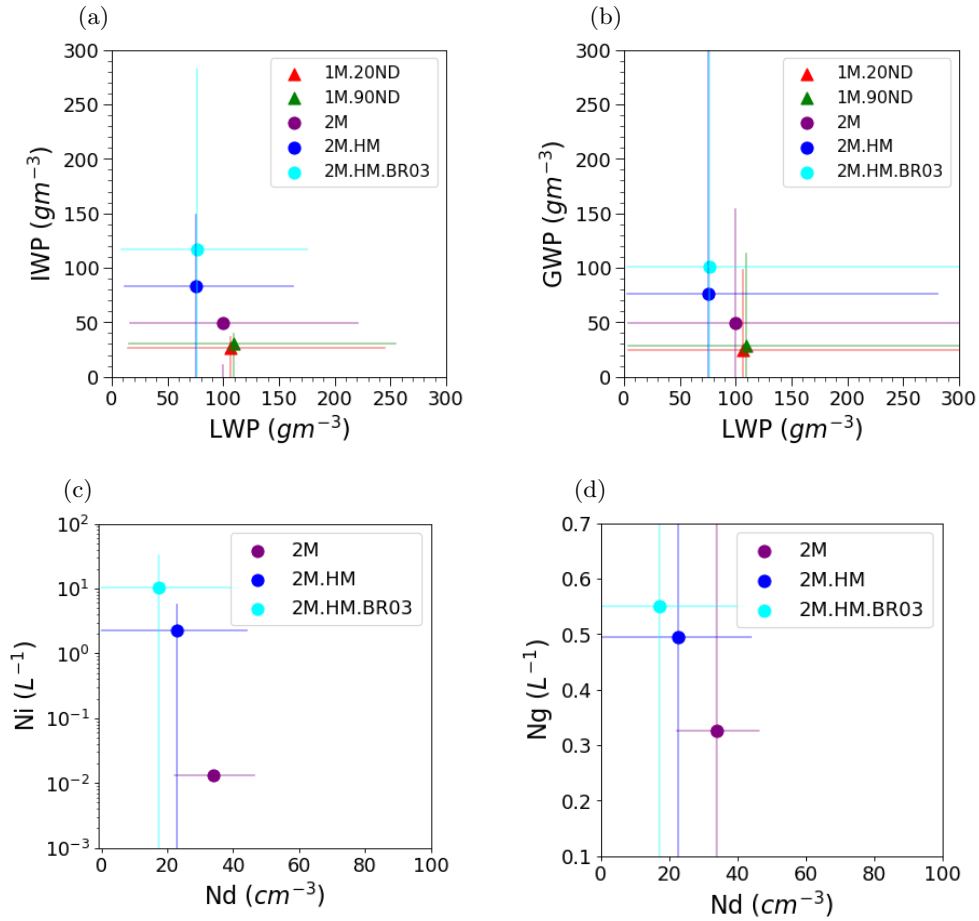 (a)
300
250
200
150
100
50
0
IWP (gm⁻³)
1M.20ND
1M.90ND
2M
2M.HM
2M.HM.BR03
0 50 100 150 200 250 300
LWP (gm⁻³)
(b)
300
250
200
150
100
50
0
GWP (gm⁻³)
1M.20ND
1M.90ND
2M
2M.HM
2M.HM.BR03
0 50 100 150 200 250 300
LWP (gm⁻³)
(c)
10²
10¹
10⁰
10⁻¹
10⁻²
10⁻³
Ni (L⁻¹)
2M
2M.HM
2M.HM.BR03
0 20 40 60 80 100
Nd (cm⁻³)
(d)
0.7
0.6
0.5
0.4
0.3
0.2
0.1
Ng (L⁻¹)
2M
2M.HM
2M.HM.BR03
0 20 40 60 80 100
Nd (cm⁻³)